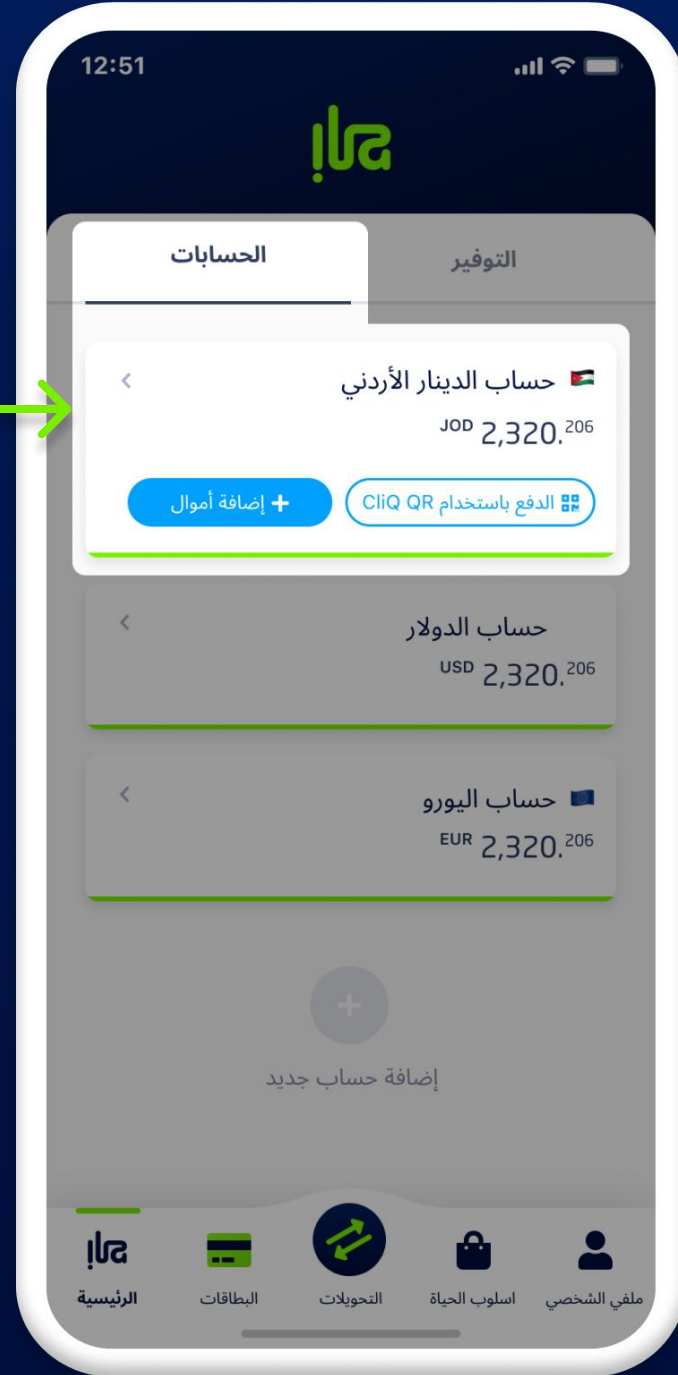 12:51
ila
الحسابات
التوفير
حساب الدينار الأردني
JOD 2,320.206
الدفع باستخدام CliQ QR
+ إضافة أموال
حساب الدولار
USD 2,320.206
حساب اليورو
EUR 2,320.206
+
إضافة حساب جديد
ila
الرئيسية
البطاقات
التحويلات
اسلوب الحياة
ملفي الشخصي